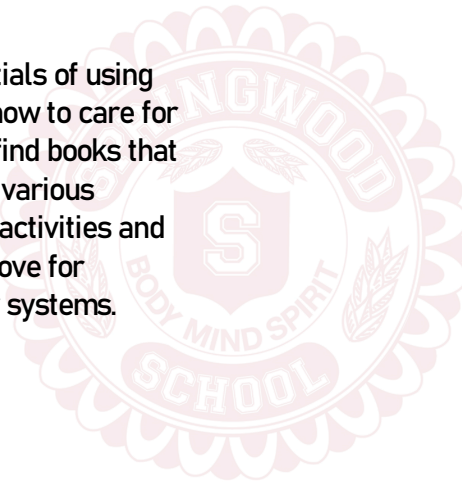 tials of using
how to care for
find books that
various
activities and
ove for
systems.
SPRINGWOOD
S
BODY MIND SPIRIT
SCHOOL